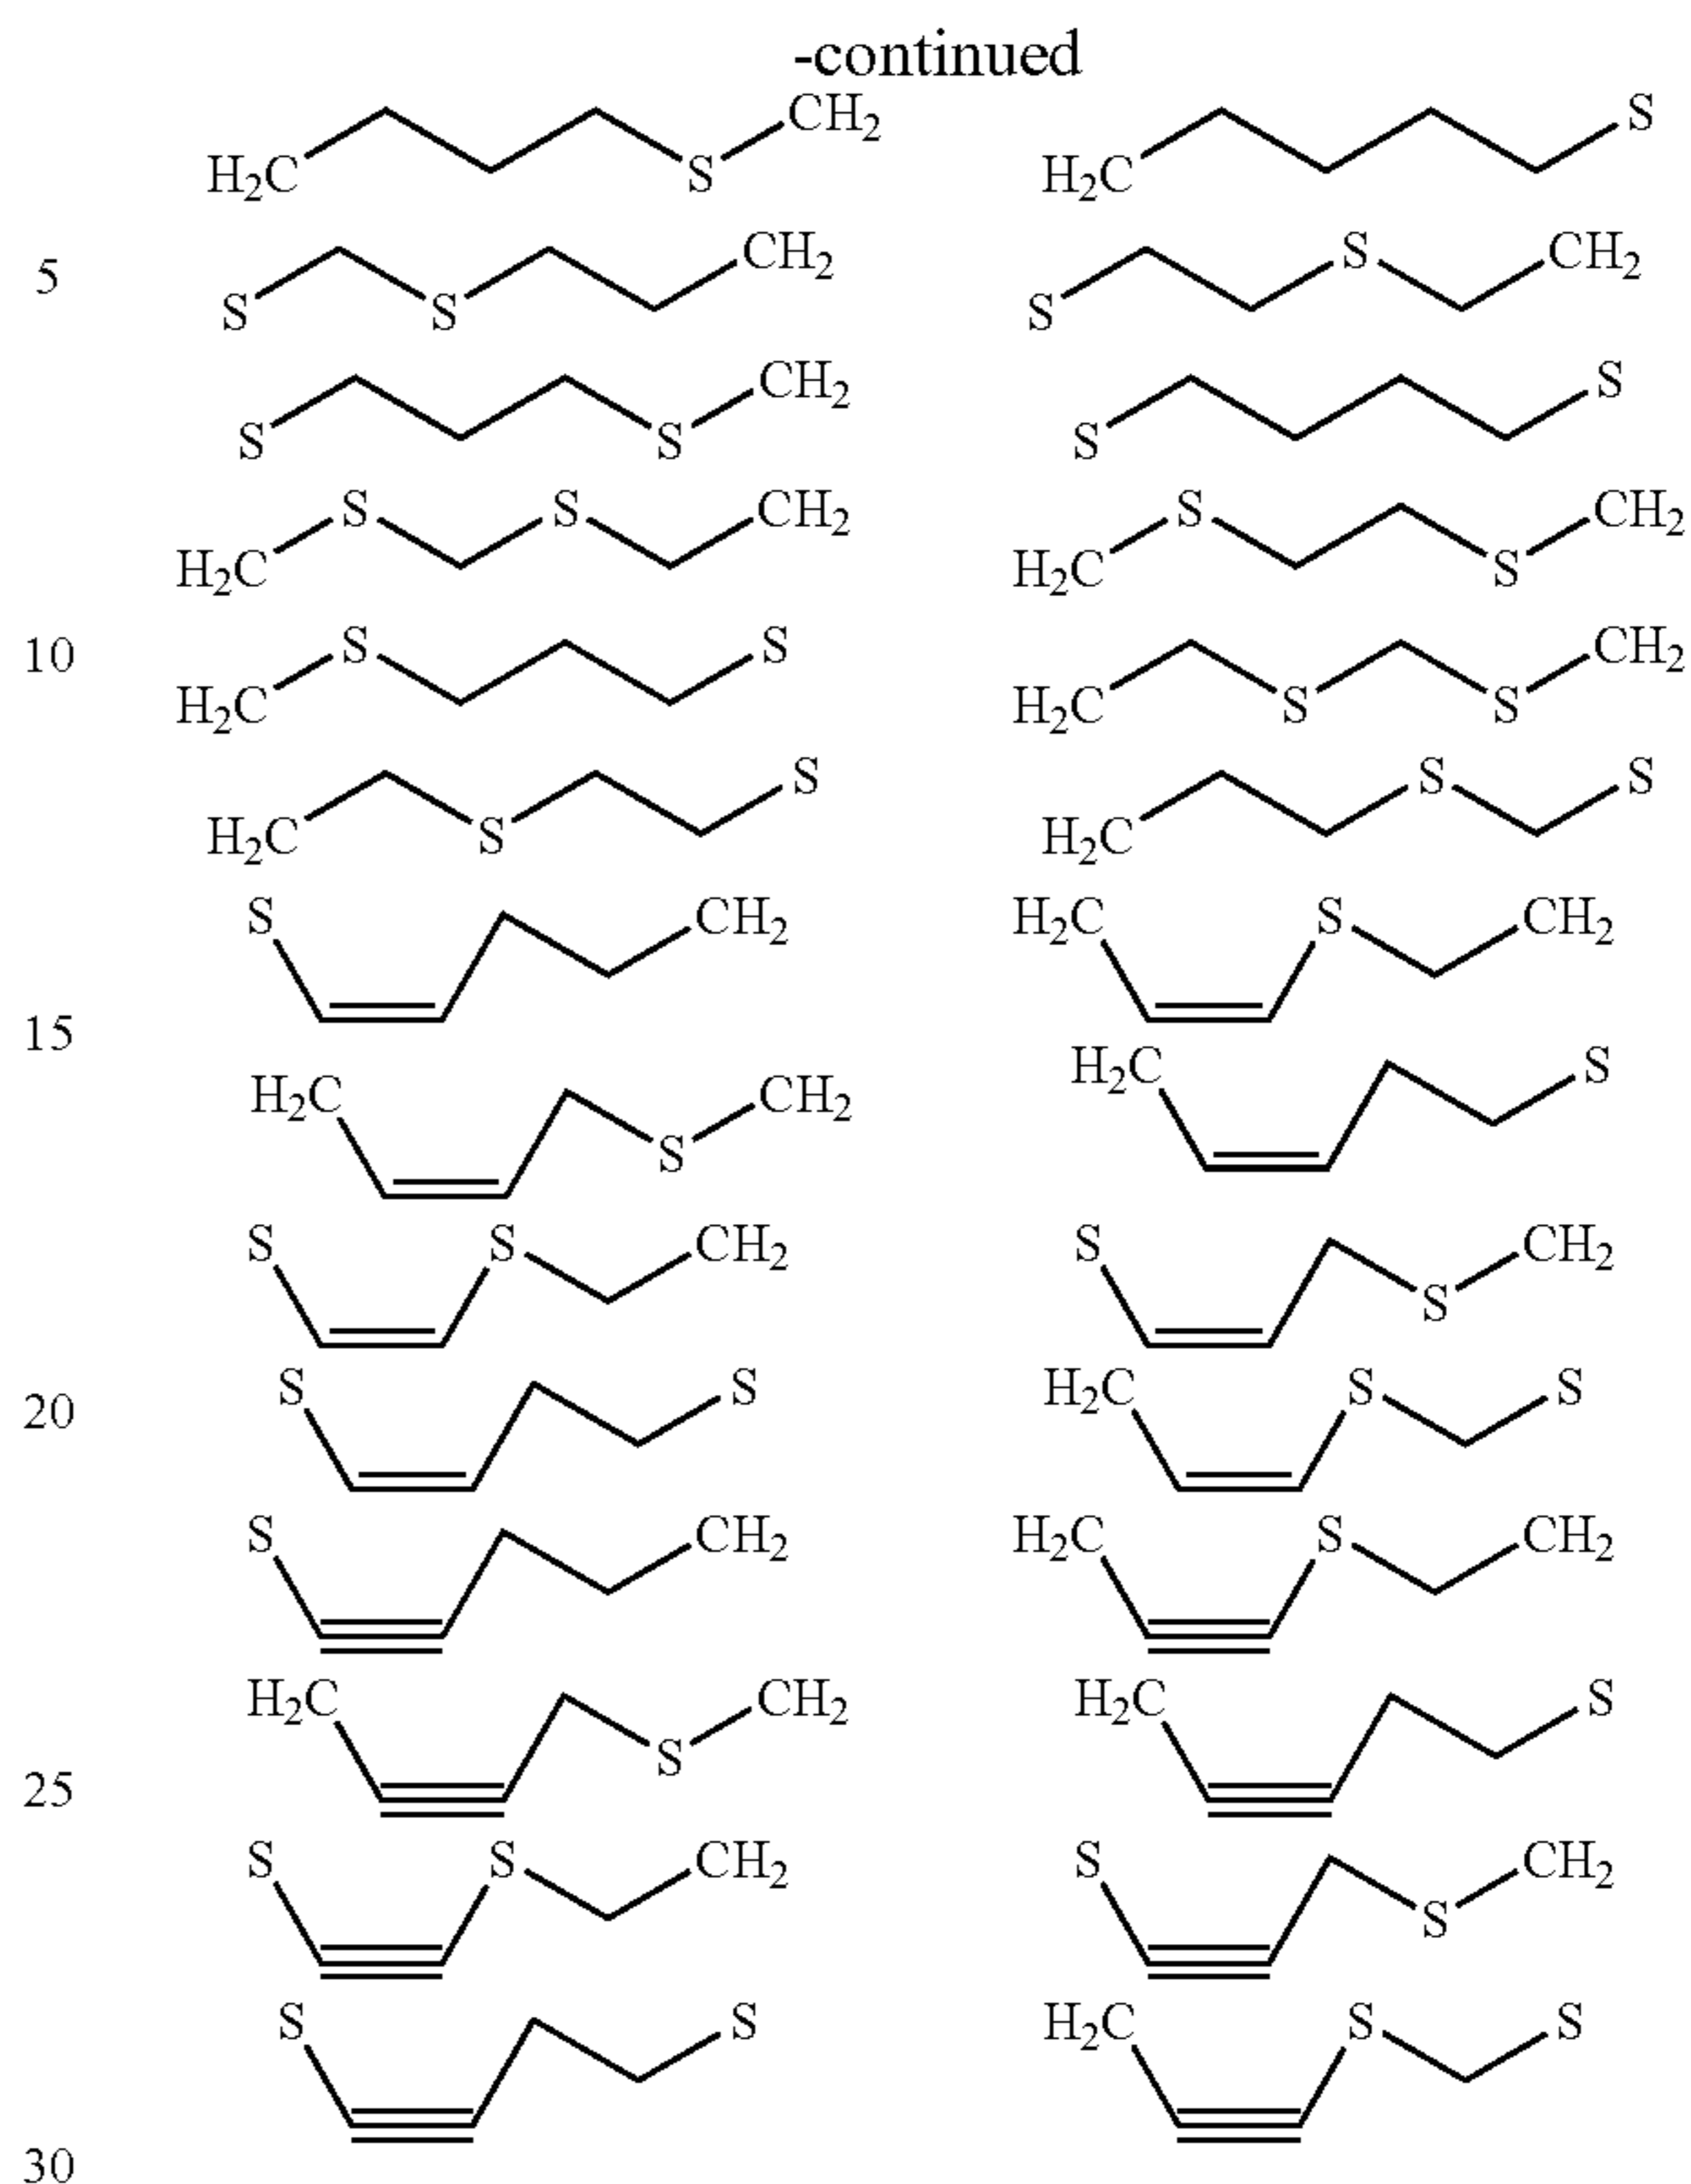 -continued
H2C S CH2 H2C S
5 S S CH2 S S CH2
S S CH2 S S
H2C S S CH2 H2C S S CH2
10 H2C S S H2C S S CH2
H2C S S H2C S S
S CH2 H2C S CH2
15
H2C S CH2 H2C S
S S CH2 S S CH2
20 S S H2C S S
S CH2 H2C S CH2
25 H2C S CH2 H2C S
S S CH2 S S CH2
S S H2C S S
30